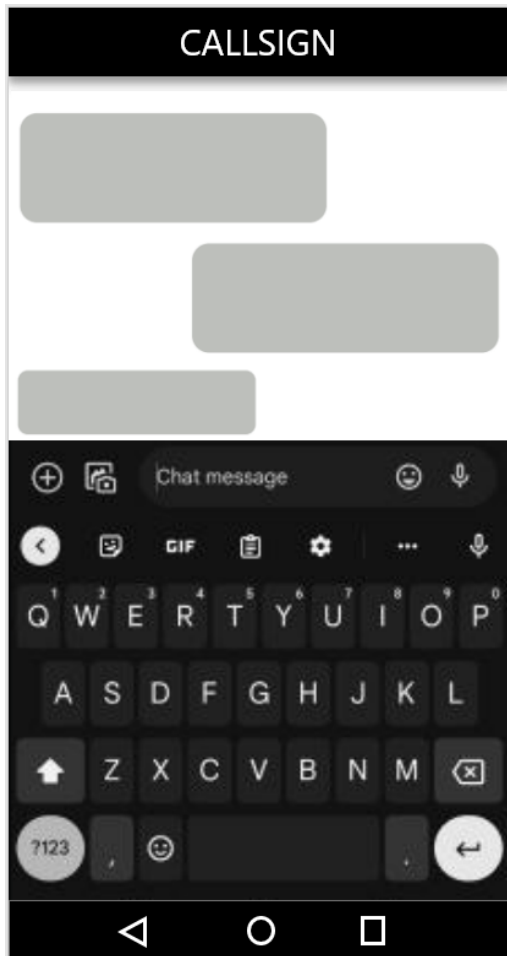 CALLSIGN
Chat message
GIF
1 2 3 4 5 6 7 8 9 0
Q W E R T Y U I O P
A S D F G H J K L
Z X C V B N M
?123 , .